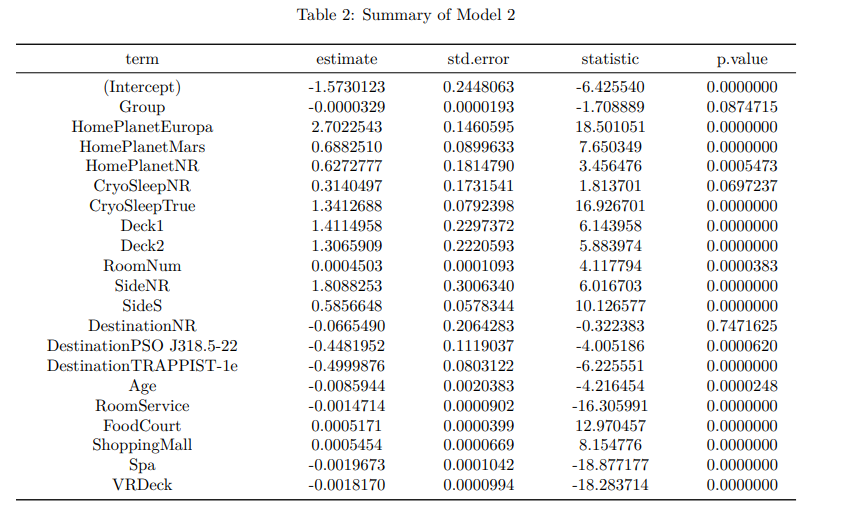 Table 2: Summary of Model 2
term estimate std.error statistic p.value
(Intercept) -1.5730123 0.2448063 -6.425540 0.0000000
Group -0.0000329 0.0000193 -1.708889 0.0874715
HomePlanetEuropa 2.7022543 0.1460595 18.501051 0.0000000
HomePlanetMars 0.6882510 0.0899633 7.650349 0.0000000
HomePlanetNR 0.6272777 0.1814790 3.456476 0.0005473
CryoSleepNR 0.3140497 0.1731541 1.813701 0.0697237
CryoSleepTrue 1.3412688 0.0792398 16.926701 0.0000000
Deck1 1.4114958 0.2297372 6.143958 0.0000000
Deck2 1.3065909 0.2220593 5.883974 0.0000000
RoomNum 0.0004503 0.0001093 4.117794 0.0000383
SideNR 1.8088253 0.3006340 6.016703 0.0000000
SideS 0.5856648 0.0578344 10.126577 0.0000000
DestinationNR -0.0665490 0.2064283 -0.322383 0.7471625
DestinationPSO J318.5-22 -0.4481952 0.1119037 -4.005186 0.0000620
DestinationTRAPPIST-1e -0.4999876 0.0803122 -6.225551 0.0000000
Age -0.0085944 0.0020383 -4.216454 0.0000248
RoomService -0.0014714 0.0000902 -16.305991 0.0000000
FoodCourt 0.0005171 0.0000399 12.970457 0.0000000
ShoppingMall 0.0005454 0.0000669 8.154776 0.0000000
Spa -0.0019673 0.0001042 -18.877177 0.0000000
VRDeck -0.0018170 0.0000994 -18.283714 0.0000000